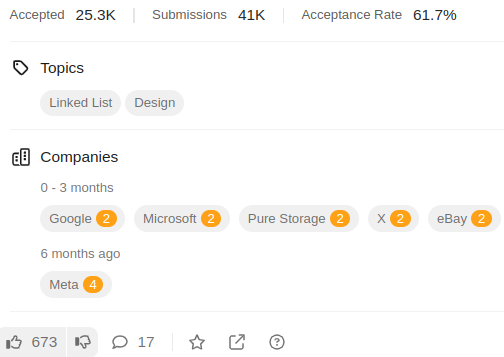 Accepted 25.3K Submissions 41K Acceptance Rate 61.7%
Topics
Linked List Design
Companies
0 - 3 months
Google 2 Microsoft 2 Pure Storage 2 X 2 eBay 2
6 months ago
Meta 4
673 17